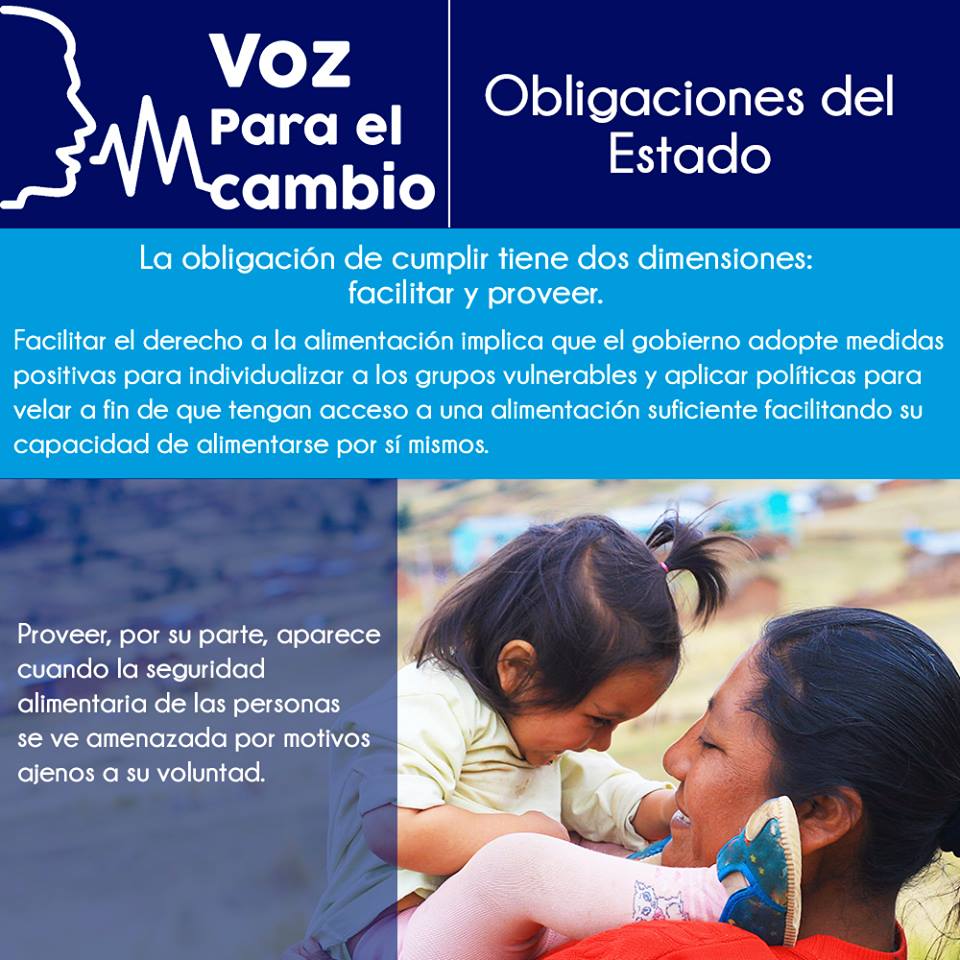 Voz
Para el
cambio
Obligaciones del
Estado
La obligación de cumplir tiene dos dimensiones:
facilitar y proveer.
Facilitar el derecho a la alimentación implica que el gobierno adopte medidas
positivas para individualizar a los grupos vulnerables y aplicar políticas para
velar a fin de que tengan acceso a una alimentación suficiente facilitando su
capacidad de alimentarse por sí mismos.
Proveer, por su parte, aparece
cuando la seguridad
alimentaria de las personas
se ve amenazada por motivos
ajenos a su voluntad.